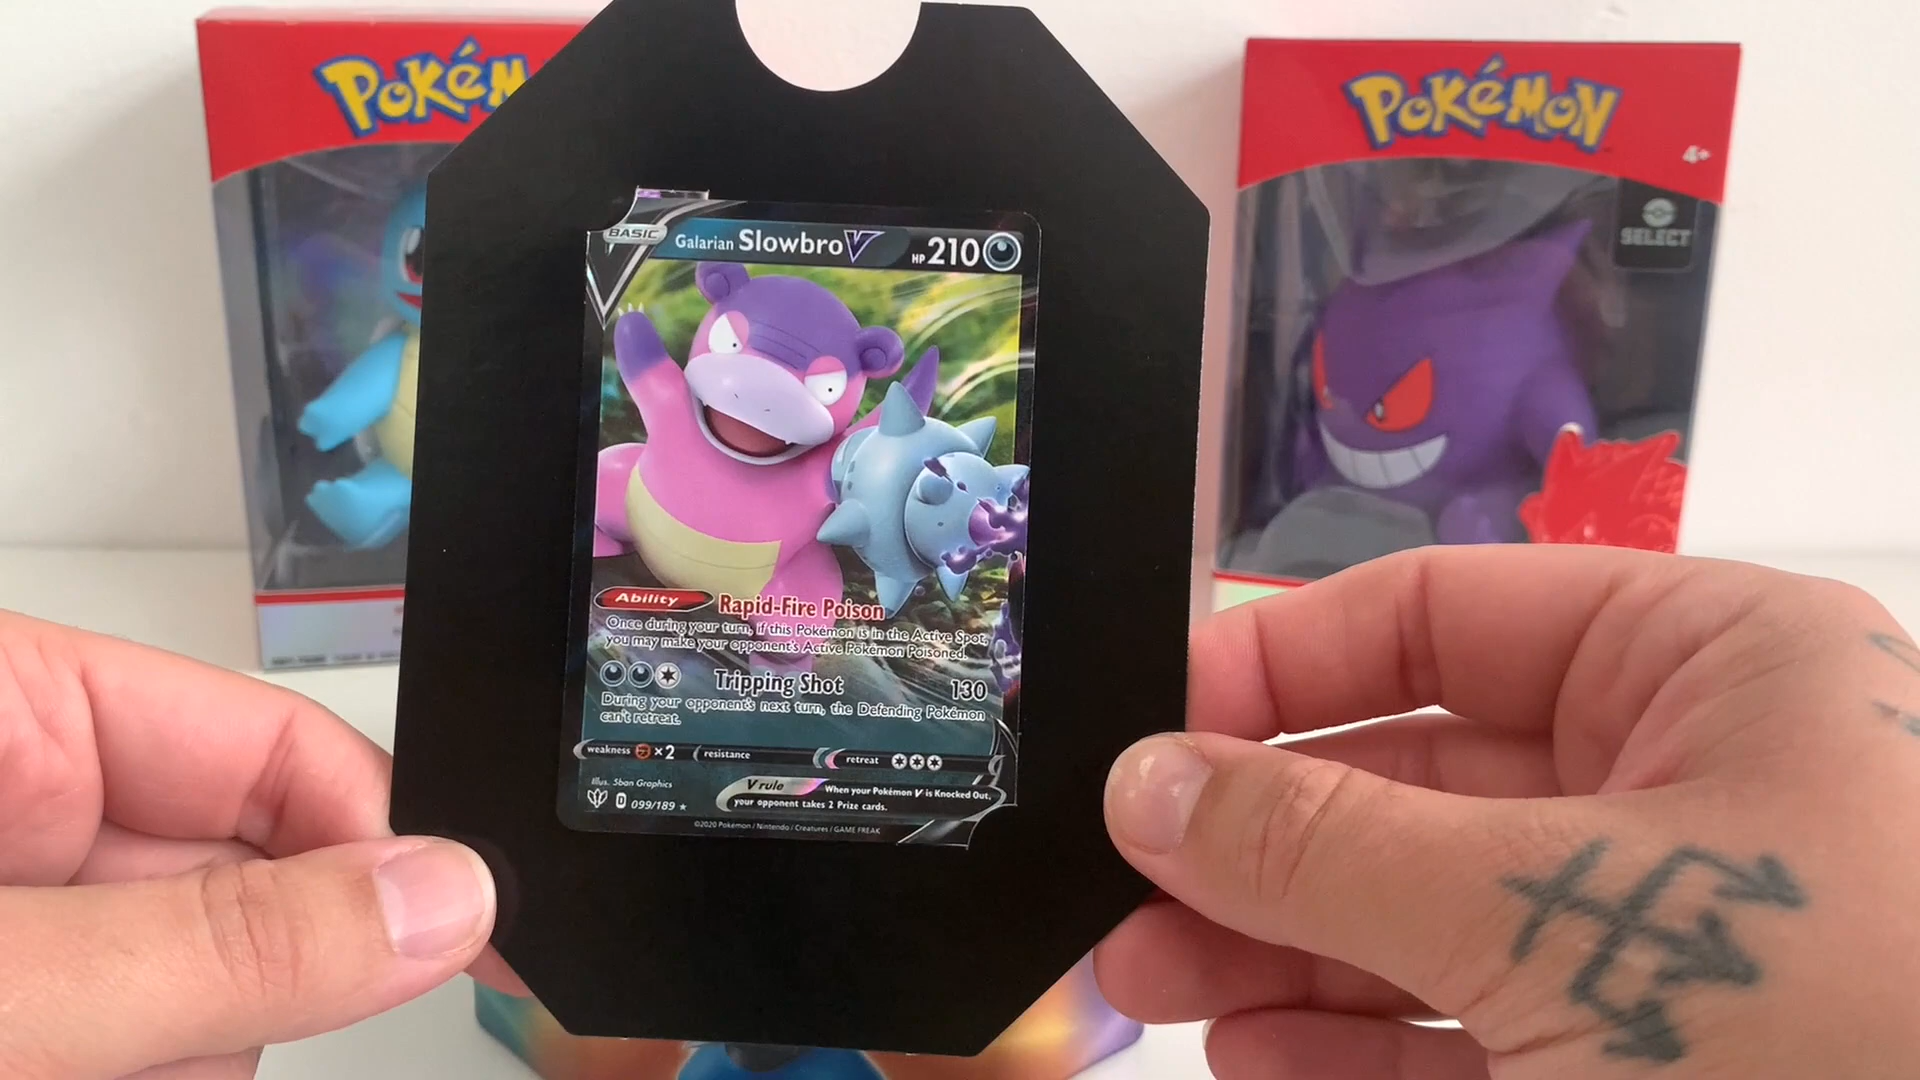 POKéM
POKéMON
4+
SELECT
BASIC
Galarian Slowbro V HP 210
Ability Rapid-Fire Poison
Once during your turn, if this Pokémon is in the Active Spot,
you may make your opponent's Active Pokémon Poisoned.
Tripping Shot 130
During your opponent's next turn, the Defending Pokémon
can't retreat.
weakness ×2 resistance retreat
Illus. 5ban Graphics
V rule When your Pokémon V is Knocked Out,
your opponent takes 2 Prize cards.
D 099/189 ★
©2020 Pokémon / Nintendo / Creatures / GAME FREAK